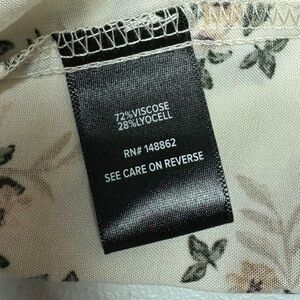 72%VISCOSE
28%LYOCELL
RN# 148862
SEE CARE ON REVERSE